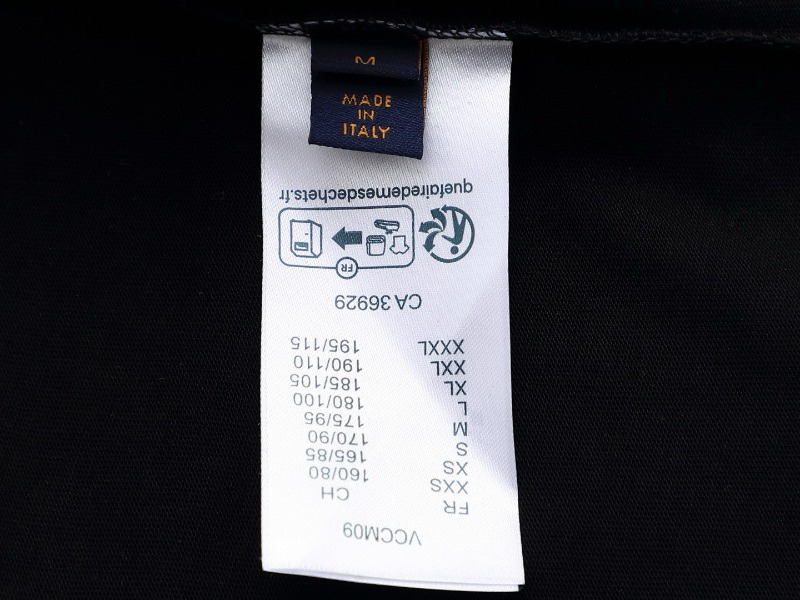 M
MADE
IN
ITALY
VCCM09
FR CH
XXS 160/80
XS 165/85
S 170/90
M 175/95
L 180/100
XL 185/105
XXL 190/110
XXXL 195/115
CA 36929
FR
quefairedemesdechets.fr